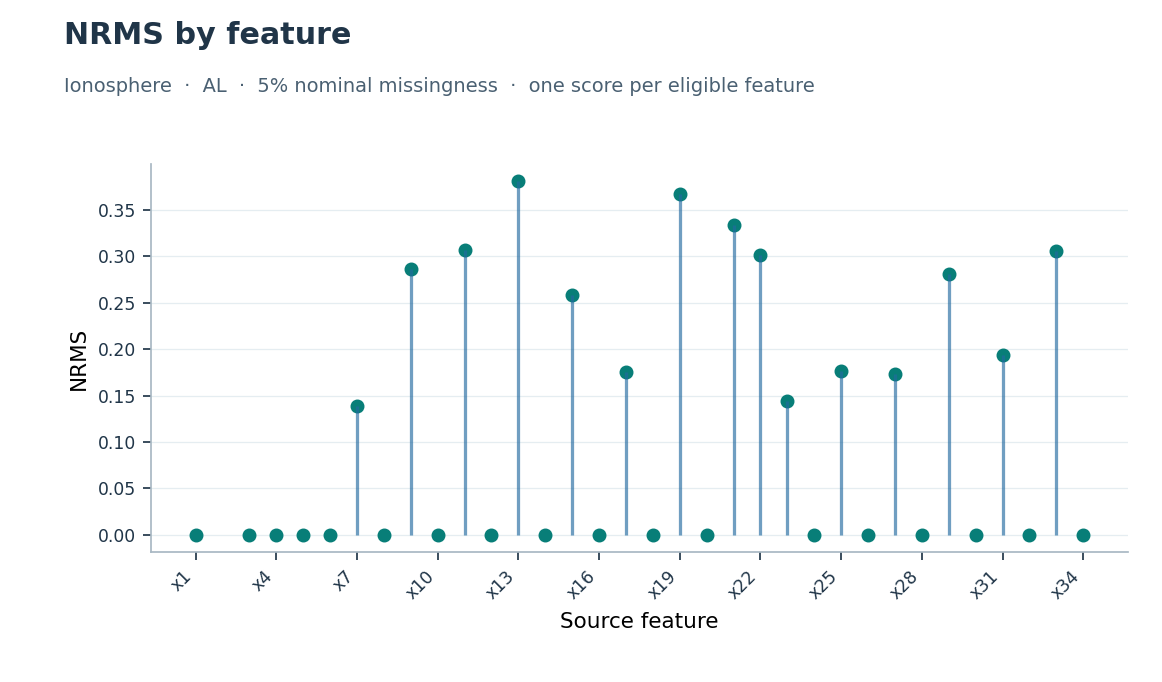 NRMS by feature
Ionosphere · AL · 5% nominal missingness · one score per eligible feature
NRMS
0.35
0.30
0.25
0.20
0.15
0.10
0.05
0.00
x1 x4 x7 x10 x13 x16 x19 x22 x25 x28 x31 x34
Source feature